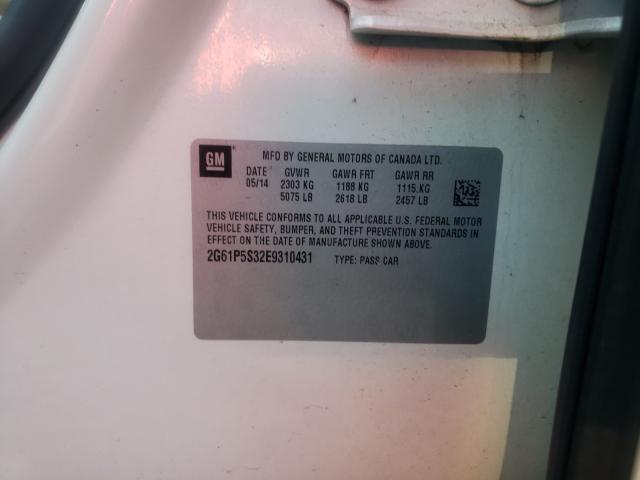 GM MFD BY GENERAL MOTORS OF CANADA LTD.
DATE GVWR GAWR FRT GAWR RR
05/14 2303 KG 1188 KG 1115 KG
5075 LB 2618 LB 2457 LB
THIS VEHICLE CONFORMS TO ALL APPLICABLE U.S. FEDERAL MOTOR
VEHICLE SAFETY, BUMPER, AND THEFT PREVENTION STANDARDS IN
EFFECT ON THE DATE OF MANUFACTURE SHOWN ABOVE.
2G61P5S32E9310431 TYPE: PASS CAR